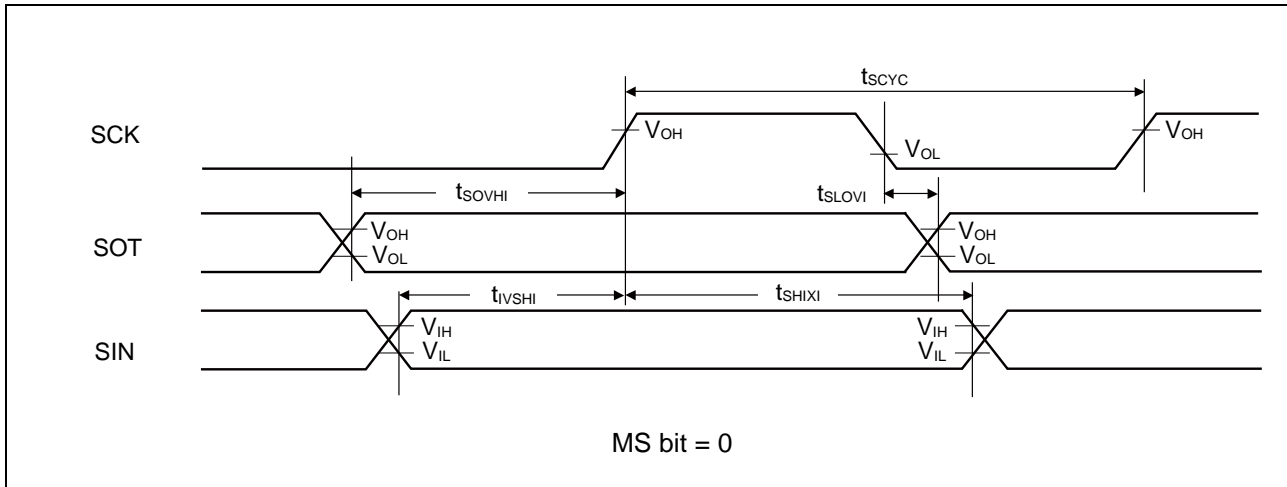 tSCYC
SCK
VOH
VOL
VOH
tSOVHI
tSLOVI
SOT
VOH
VOL
VOH
VOL
tIVSHI
tSHIXI
SIN
VIH
VIL
VIH
VIL
MS bit = 0